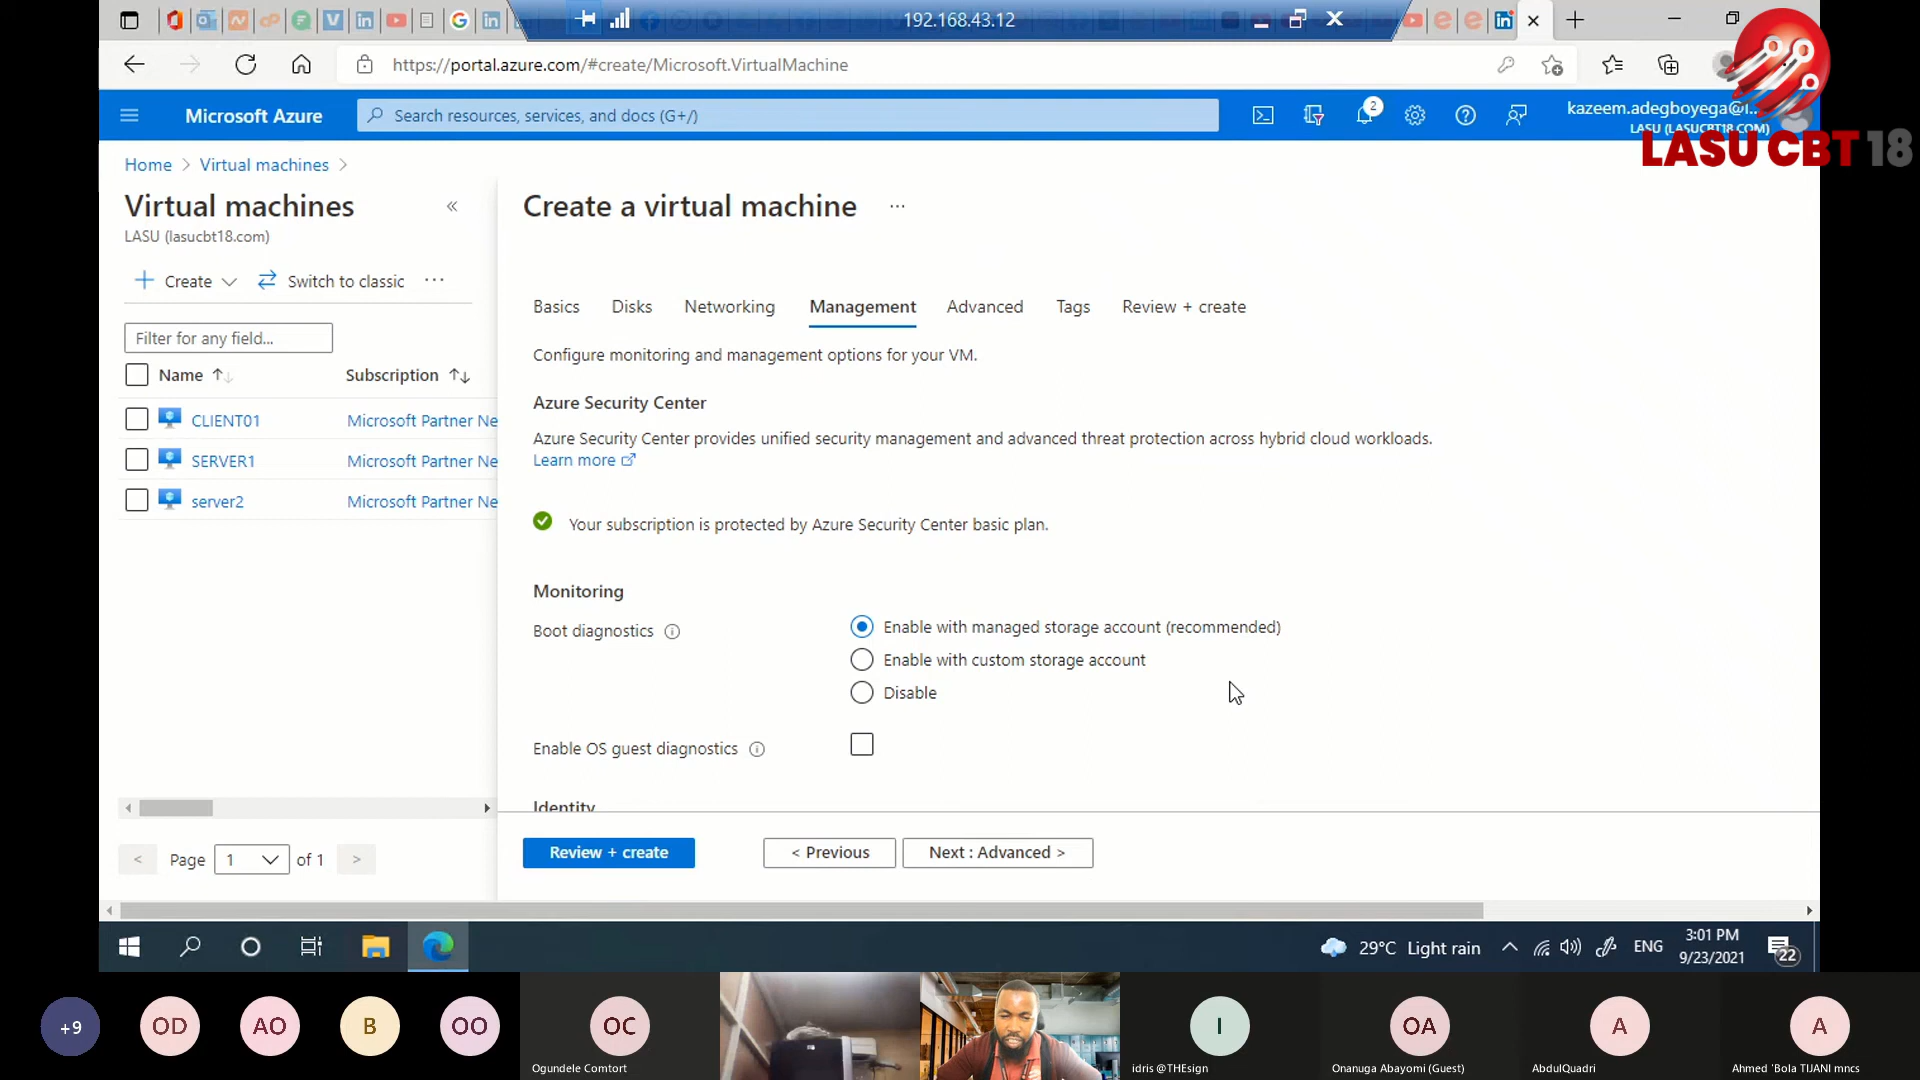 192.168.43.12
https://portal.azure.com/#create/Microsoft.VirtualMachine
Microsoft Azure
Search resources, services, and docs (G+/)
2
kazeem.adegboyega@l...
LASU (LASUCBT18.COM)
LASU CBT 18
Home > Virtual machines >
Virtual machines
LASU (lasucbt18.com)
Create
Switch to classic
Filter for any field...
Name
Subscription
CLIENT01
Microsoft Partner Ne
SERVER1
Microsoft Partner Ne
server2
Microsoft Partner Ne
< Page 1 of 1 >
Create a virtual machine
Basics Disks Networking Management Advanced Tags Review + create
Configure monitoring and management options for your VM.
Azure Security Center
Azure Security Center provides unified security management and advanced threat protection across hybrid cloud workloads.
Learn more
Your subscription is protected by Azure Security Center basic plan.
Monitoring
Boot diagnostics
Enable with managed storage account (recommended)
Enable with custom storage account
Disable
Enable OS guest diagnostics
Identity
Review + create
< Previous
Next : Advanced >
29°C Light rain
ENG
3:01 PM
9/23/2021
22
+9
OD
AO
B
OO
OC
Ogundele Comtort
I
idris @THEsign
OA
Onanuga Abayomi (Guest)
A
AbdulQuadri
A
Ahmed 'Bola TIJANI mncs